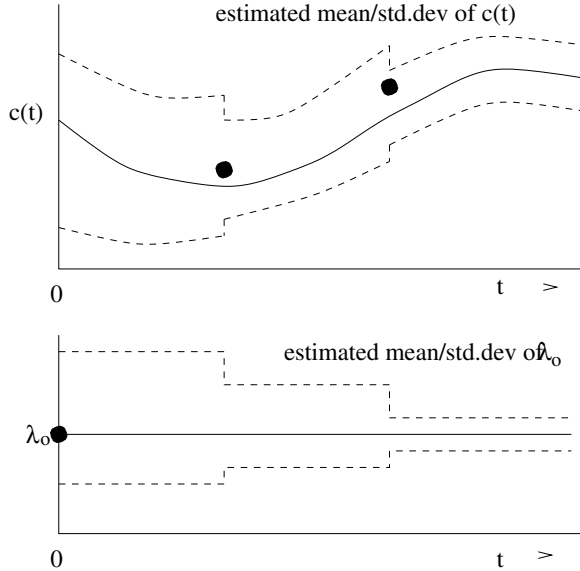 estimated mean/std.dev of c(t)
c(t)
0
t >
estimated mean/std.dev of λo
λo
0
t >